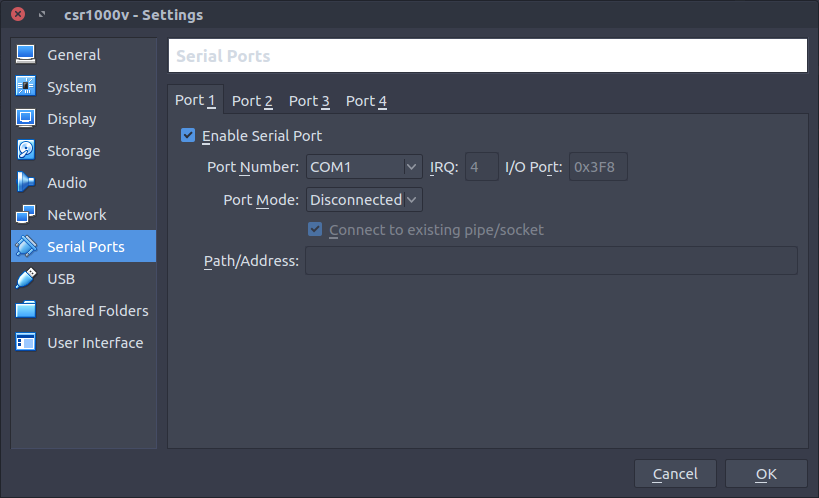 csr1000v - Settings
General
System
Display
Storage
Audio
Network
Serial Ports
USB
Shared Folders
User Interface
Serial Ports
Port 1 Port 2 Port 3 Port 4
Enable Serial Port
Port Number: COM1 IRQ: 4 I/O Port: 0x3F8
Port Mode: Disconnected
Connect to existing pipe/socket
Path/Address:
Cancel OK